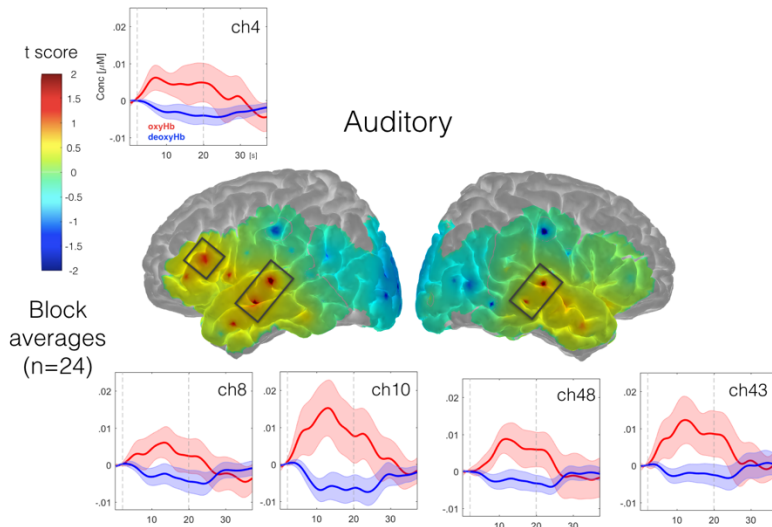 ch4
t score
2
1.5
1
0.5
0
-0.5
-1
-1.5
-2
Conc [µM]
.02
.01
0
-.01
oxyHb
deoxyHb
10 20 30 [s]
Auditory
Block
averages
(n=24)
ch8
.02
.01
0
-.01
10 20 30
ch10
.02
.01
0
-.01
10 20 30
ch48
.02
.01
0
-.01
10 20 30
ch43
.02
.01
0
-.01
10 20 30